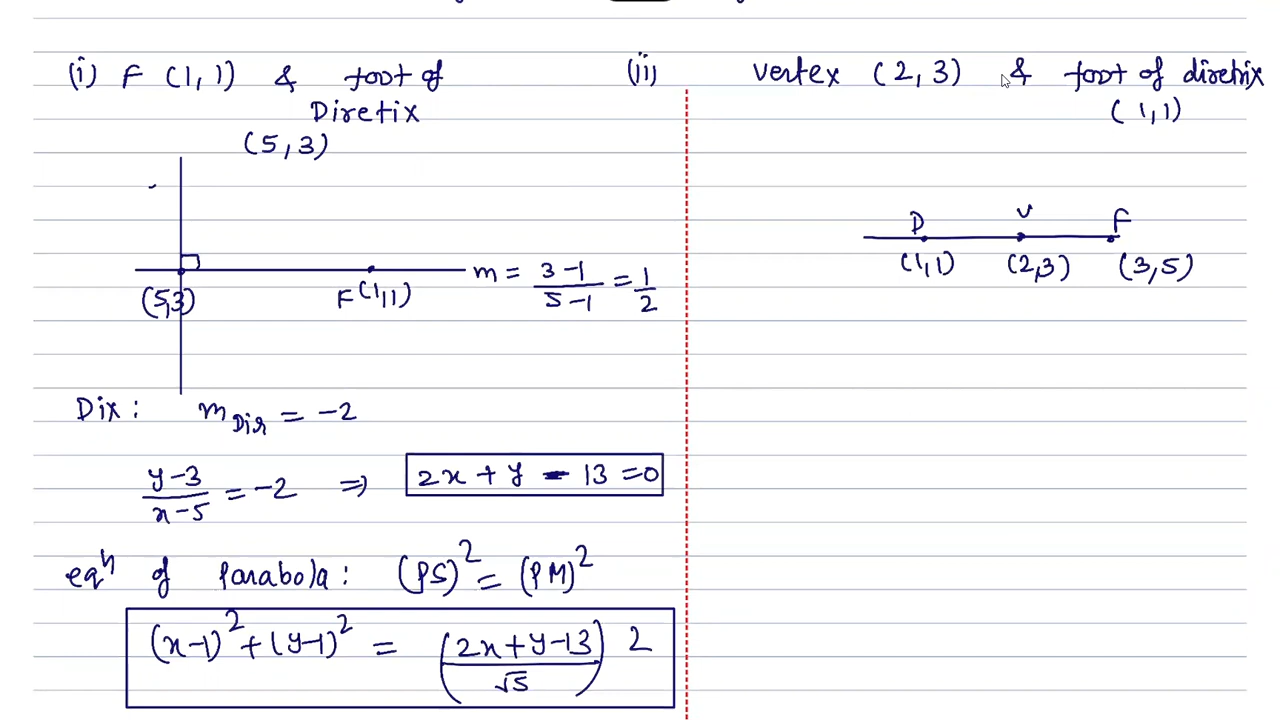 (i) F (1, 1) & foot of
Diretix
(5, 3)
(5,3)
F(1,1)
m = 3-1/5-1 = 1/2
Dix : m Dir = -2
y-3/x-5 = -2 ⇒ 2x + y - 13 = 0
eqn of Parabola : (PS)² = (PM)²
(x-1)² + (y-1)² = (2x+y-13/√5)²
(ii) vertex (2, 3) & foot of diretrix
(1,1)
D V F
(1,1) (2,3) (3,5)